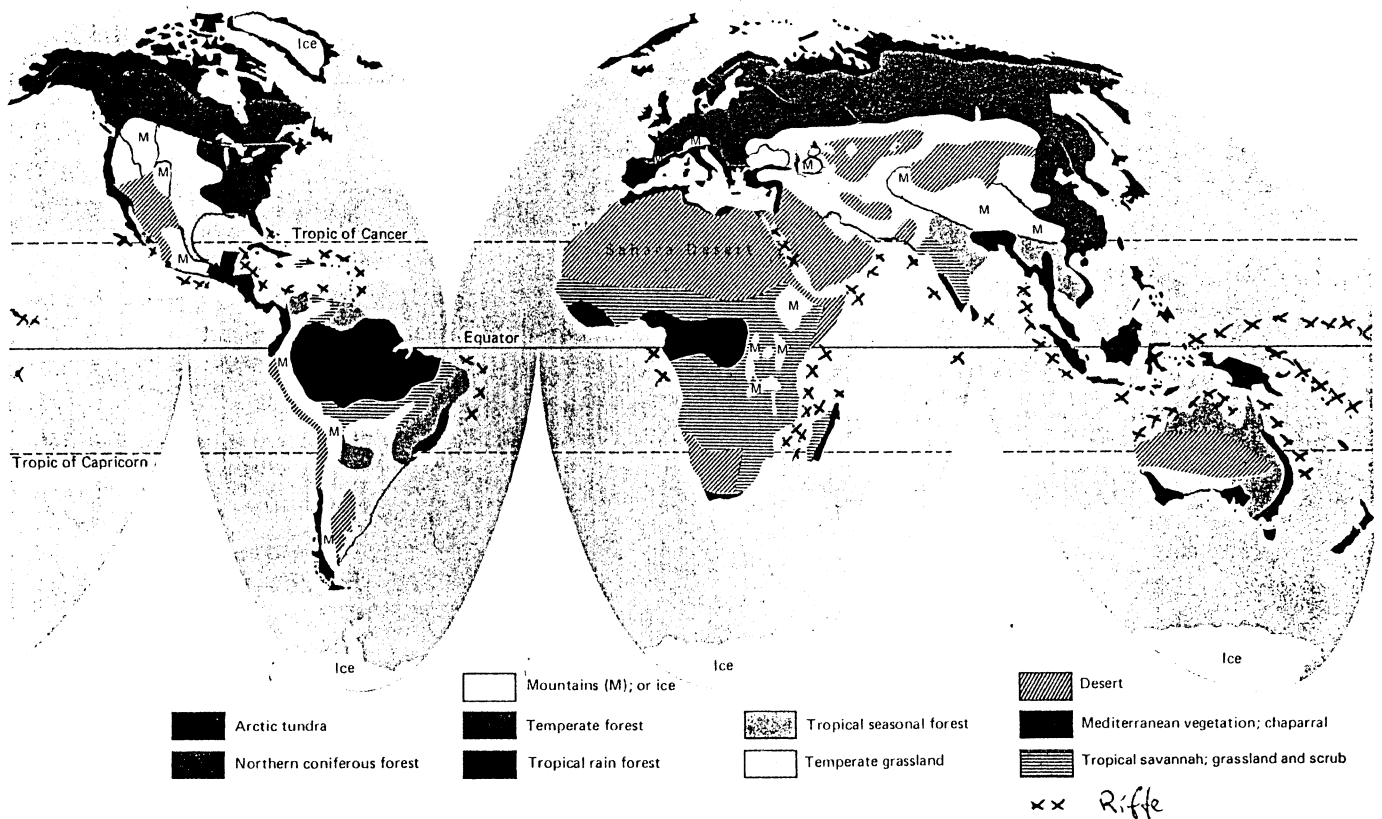 Ice
M
M
M
M
M
M
M
M
M
M
M
Tropic of Cancer
Sahara Desert
M
Equator
M
M
M
M
M
M
Tropic of Capricorn
Ice
Ice
Ice
Mountains (M); or ice
Desert
Arctic tundra
Temperate forest
Tropical seasonal forest
Mediterranean vegetation; chaparral
Northern coniferous forest
Tropical rain forest
Temperate grassland
Tropical savannah; grassland and scrub
xx Riffe